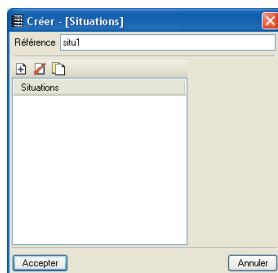 Créer - [Situations]
Référence situ1
Situations
Accepter Annuler